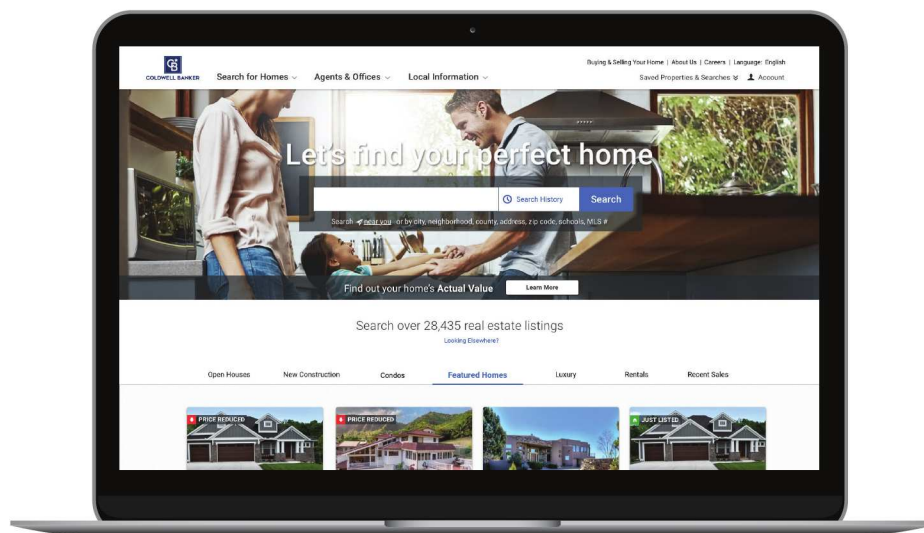 Buying & Selling Your Home | About Us | Careers | Language: English
COLDWELL BANKER
Search for Homes
Agents & Offices
Local Information
Saved Properties & Searches
Account
Let's find your perfect home
Search History
Search
Search near you - or by city, neighborhood, county, address, zip code, schools, MLS #
Find out your home's Actual Value
Learn More
Search over 28,435 real estate listings
Looking Elsewhere?
Open Houses
New Construction
Condos
Featured Homes
Luxury
Rentals
Recent Sales
PRICE REDUCED
PRICE REDUCED
JUST LISTED